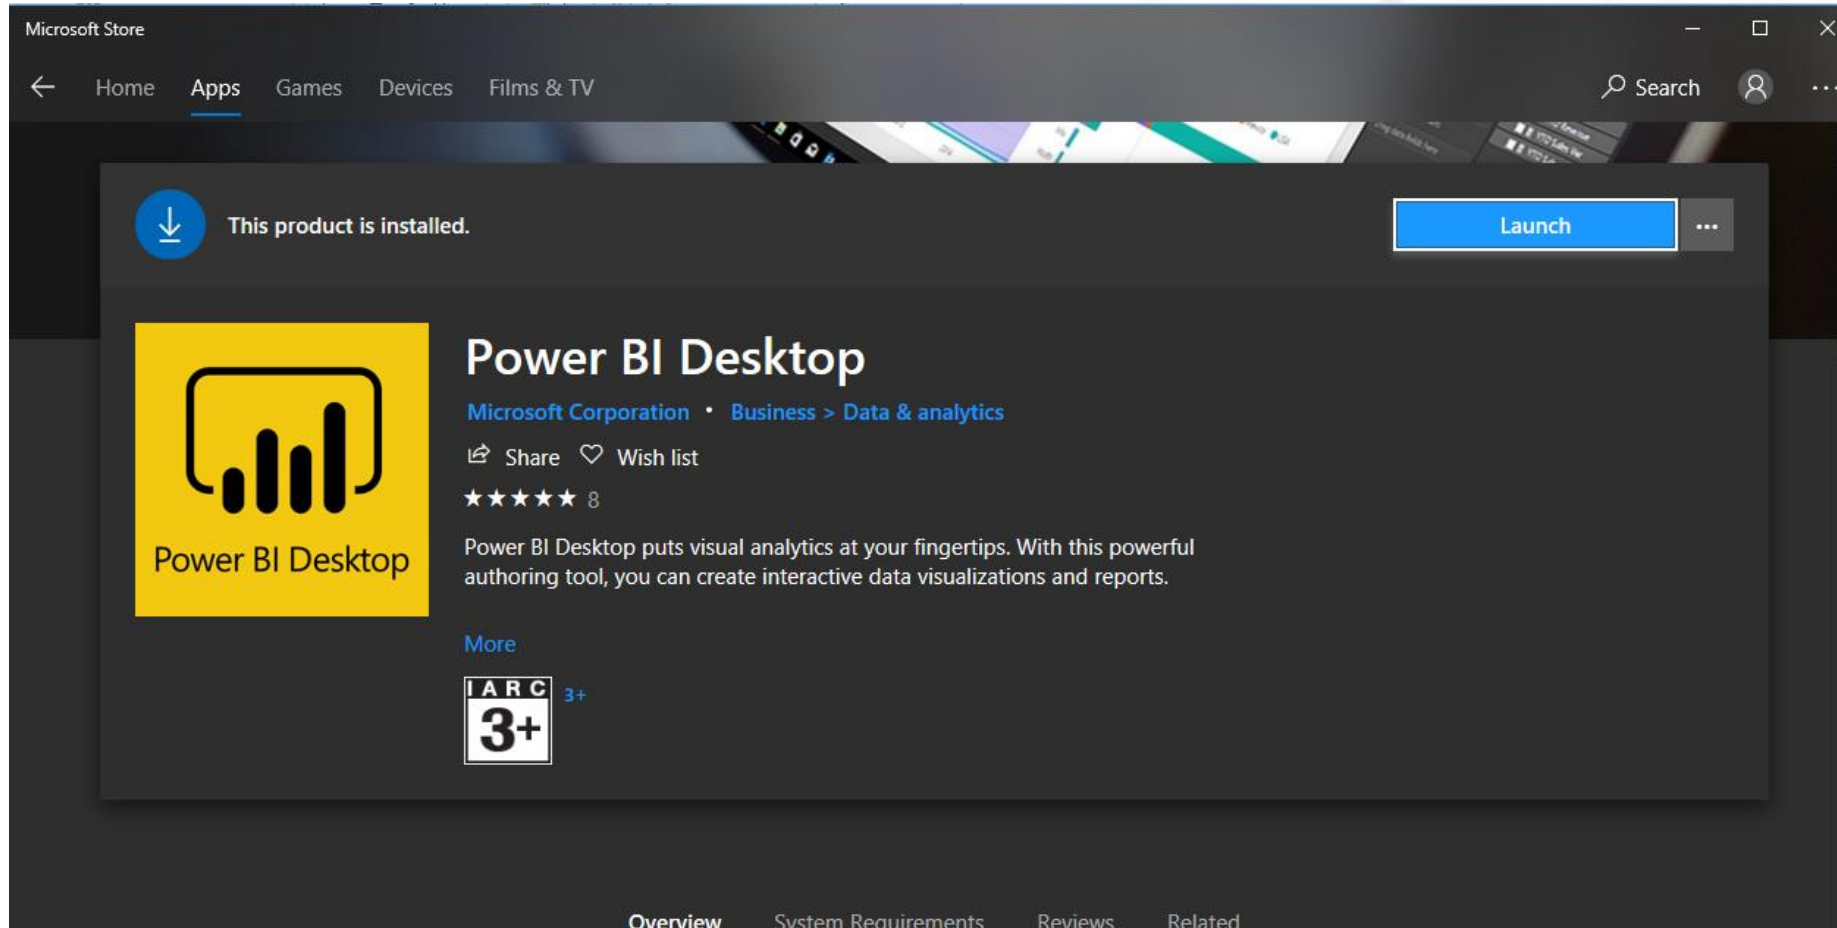 Microsoft Store
Home Apps Games Devices Films & TV Search
This product is installed. Launch
Power BI Desktop
Power BI Desktop
Microsoft Corporation • Business > Data & analytics
Share Wish list
8
Power BI Desktop puts visual analytics at your fingertips. With this powerful
authoring tool, you can create interactive data visualizations and reports.
More
IARC
3+
3+
Overview System Requirements Reviews Related